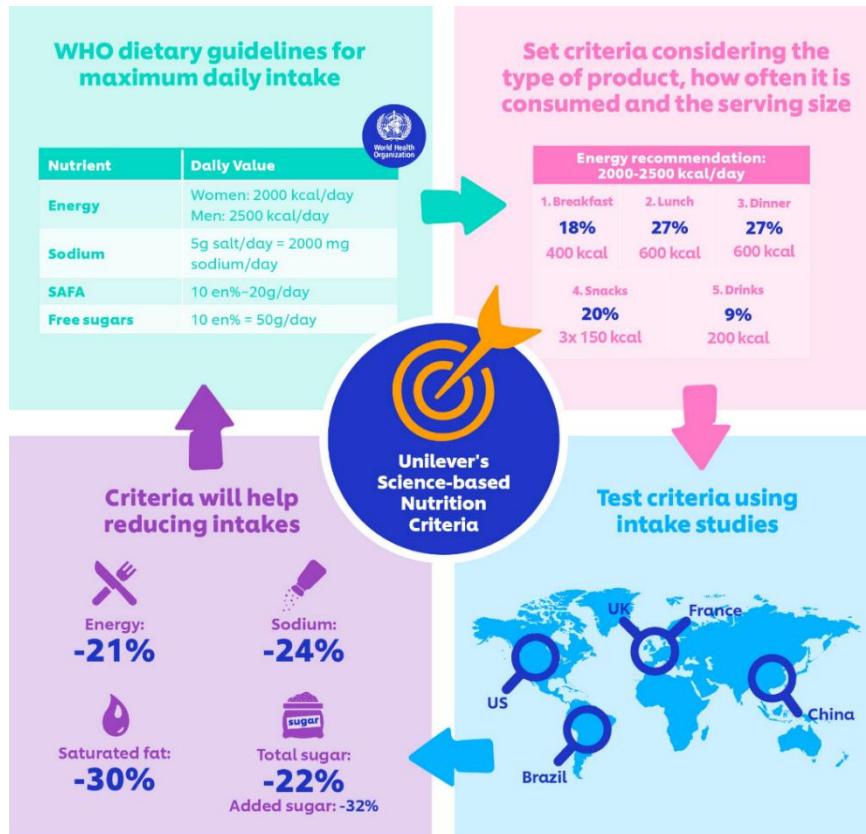 WHO dietary guidelines for
maximum daily intake
World Health
Organization
Nutrient Daily Value
Energy
Women: 2000 kcal/day
Men: 2500 kcal/day
Sodium
5g salt/day = 2000 mg
sodium/day
SAFA 10 en%~20g/day
Free sugars 10 en% = 50g/day
Set criteria considering the
type of product, how often it is
consumed and the serving size
Energy recommendation:
2000-2500 kcal/day
1. Breakfast 2. Lunch 3. Dinner
18% 27% 27%
400 kcal 600 kcal 600 kcal
4. Snacks 5. Drinks
20% 9%
3x 150 kcal 200 kcal
Unilever's
Science-based
Nutrition
Criteria
Test criteria using
intake studies
UK France
US
China
Brazil
Criteria will help
reducing intakes
Energy: Sodium:
-21% -24%
sugar
Saturated fat: Total sugar:
-30% -22%
Added sugar: -32%